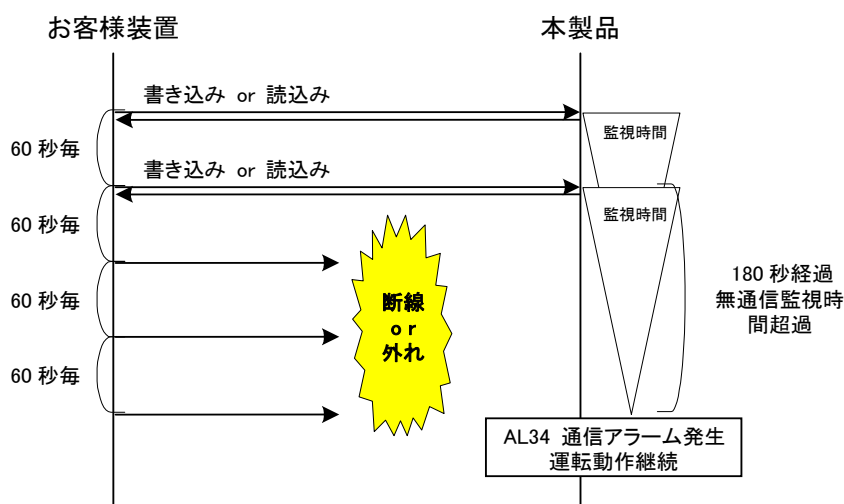 お客様装置
本製品
書き込み or 読込み
監視時間
60 秒毎
書き込み or 読込み
監視時間
60 秒毎
180 秒経過
無通信監視時
間超過
断線
or
外れ
60 秒毎
60 秒毎
AL34 通信アラーム発生
運転動作継続